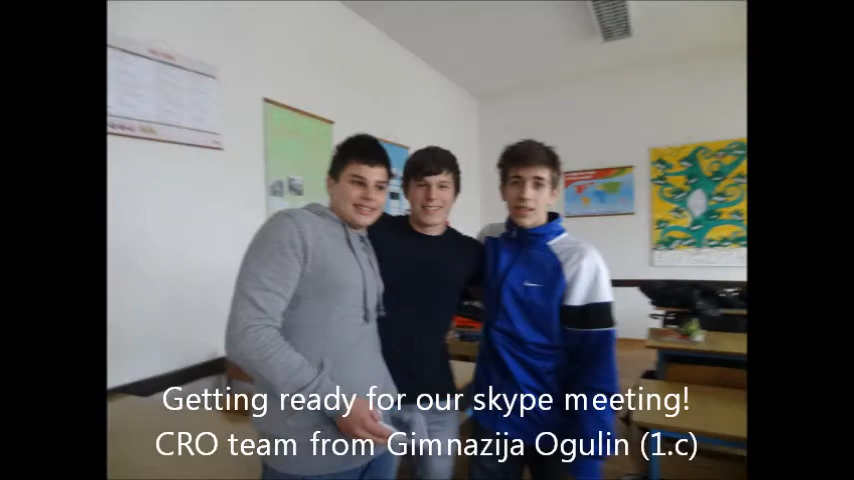 Getting ready for our skype meeting!
CRO team from Gimnazija Ogulin (1.c)